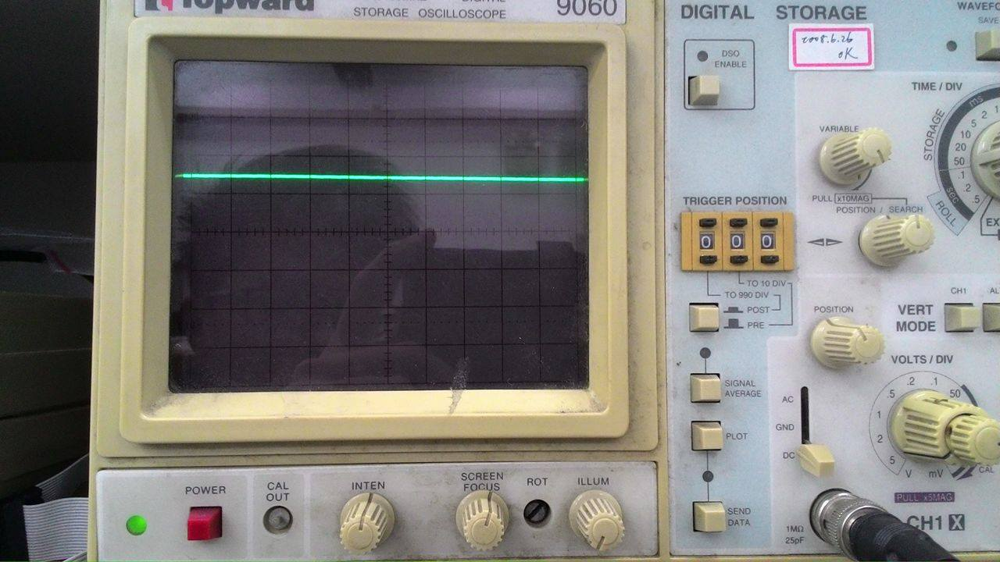 Topward
DIGITAL
STORAGE OSCILLOSCOPE
9060
DIGITAL STORAGE
2008.6.26
OK
SAVE
DSO
ENABLE
TIME / DIV
STORAGE
ms
5 2 1
10
20
50
.1
.2
.5
sec
ROLL
VARIABLE
PULL x10MAG
POSITION / SEARCH
TRIGGER POSITION
0 0 0
TO 10 DIV
TO 990 DIV
POST
PRE
POSITION
VERT
MODE
CH1
VOLTS / DIV
.5 .2 .1 50
1
2
5
V mV
CAL
PULL x5MAG
AC
GND
DC
SIGNAL
AVERAGE
PLOT
SEND
DATA
1MΩ
25pF
CH1 X
POWER
CAL
OUT
INTEN
SCREEN
FOCUS
ROT
ILLUM